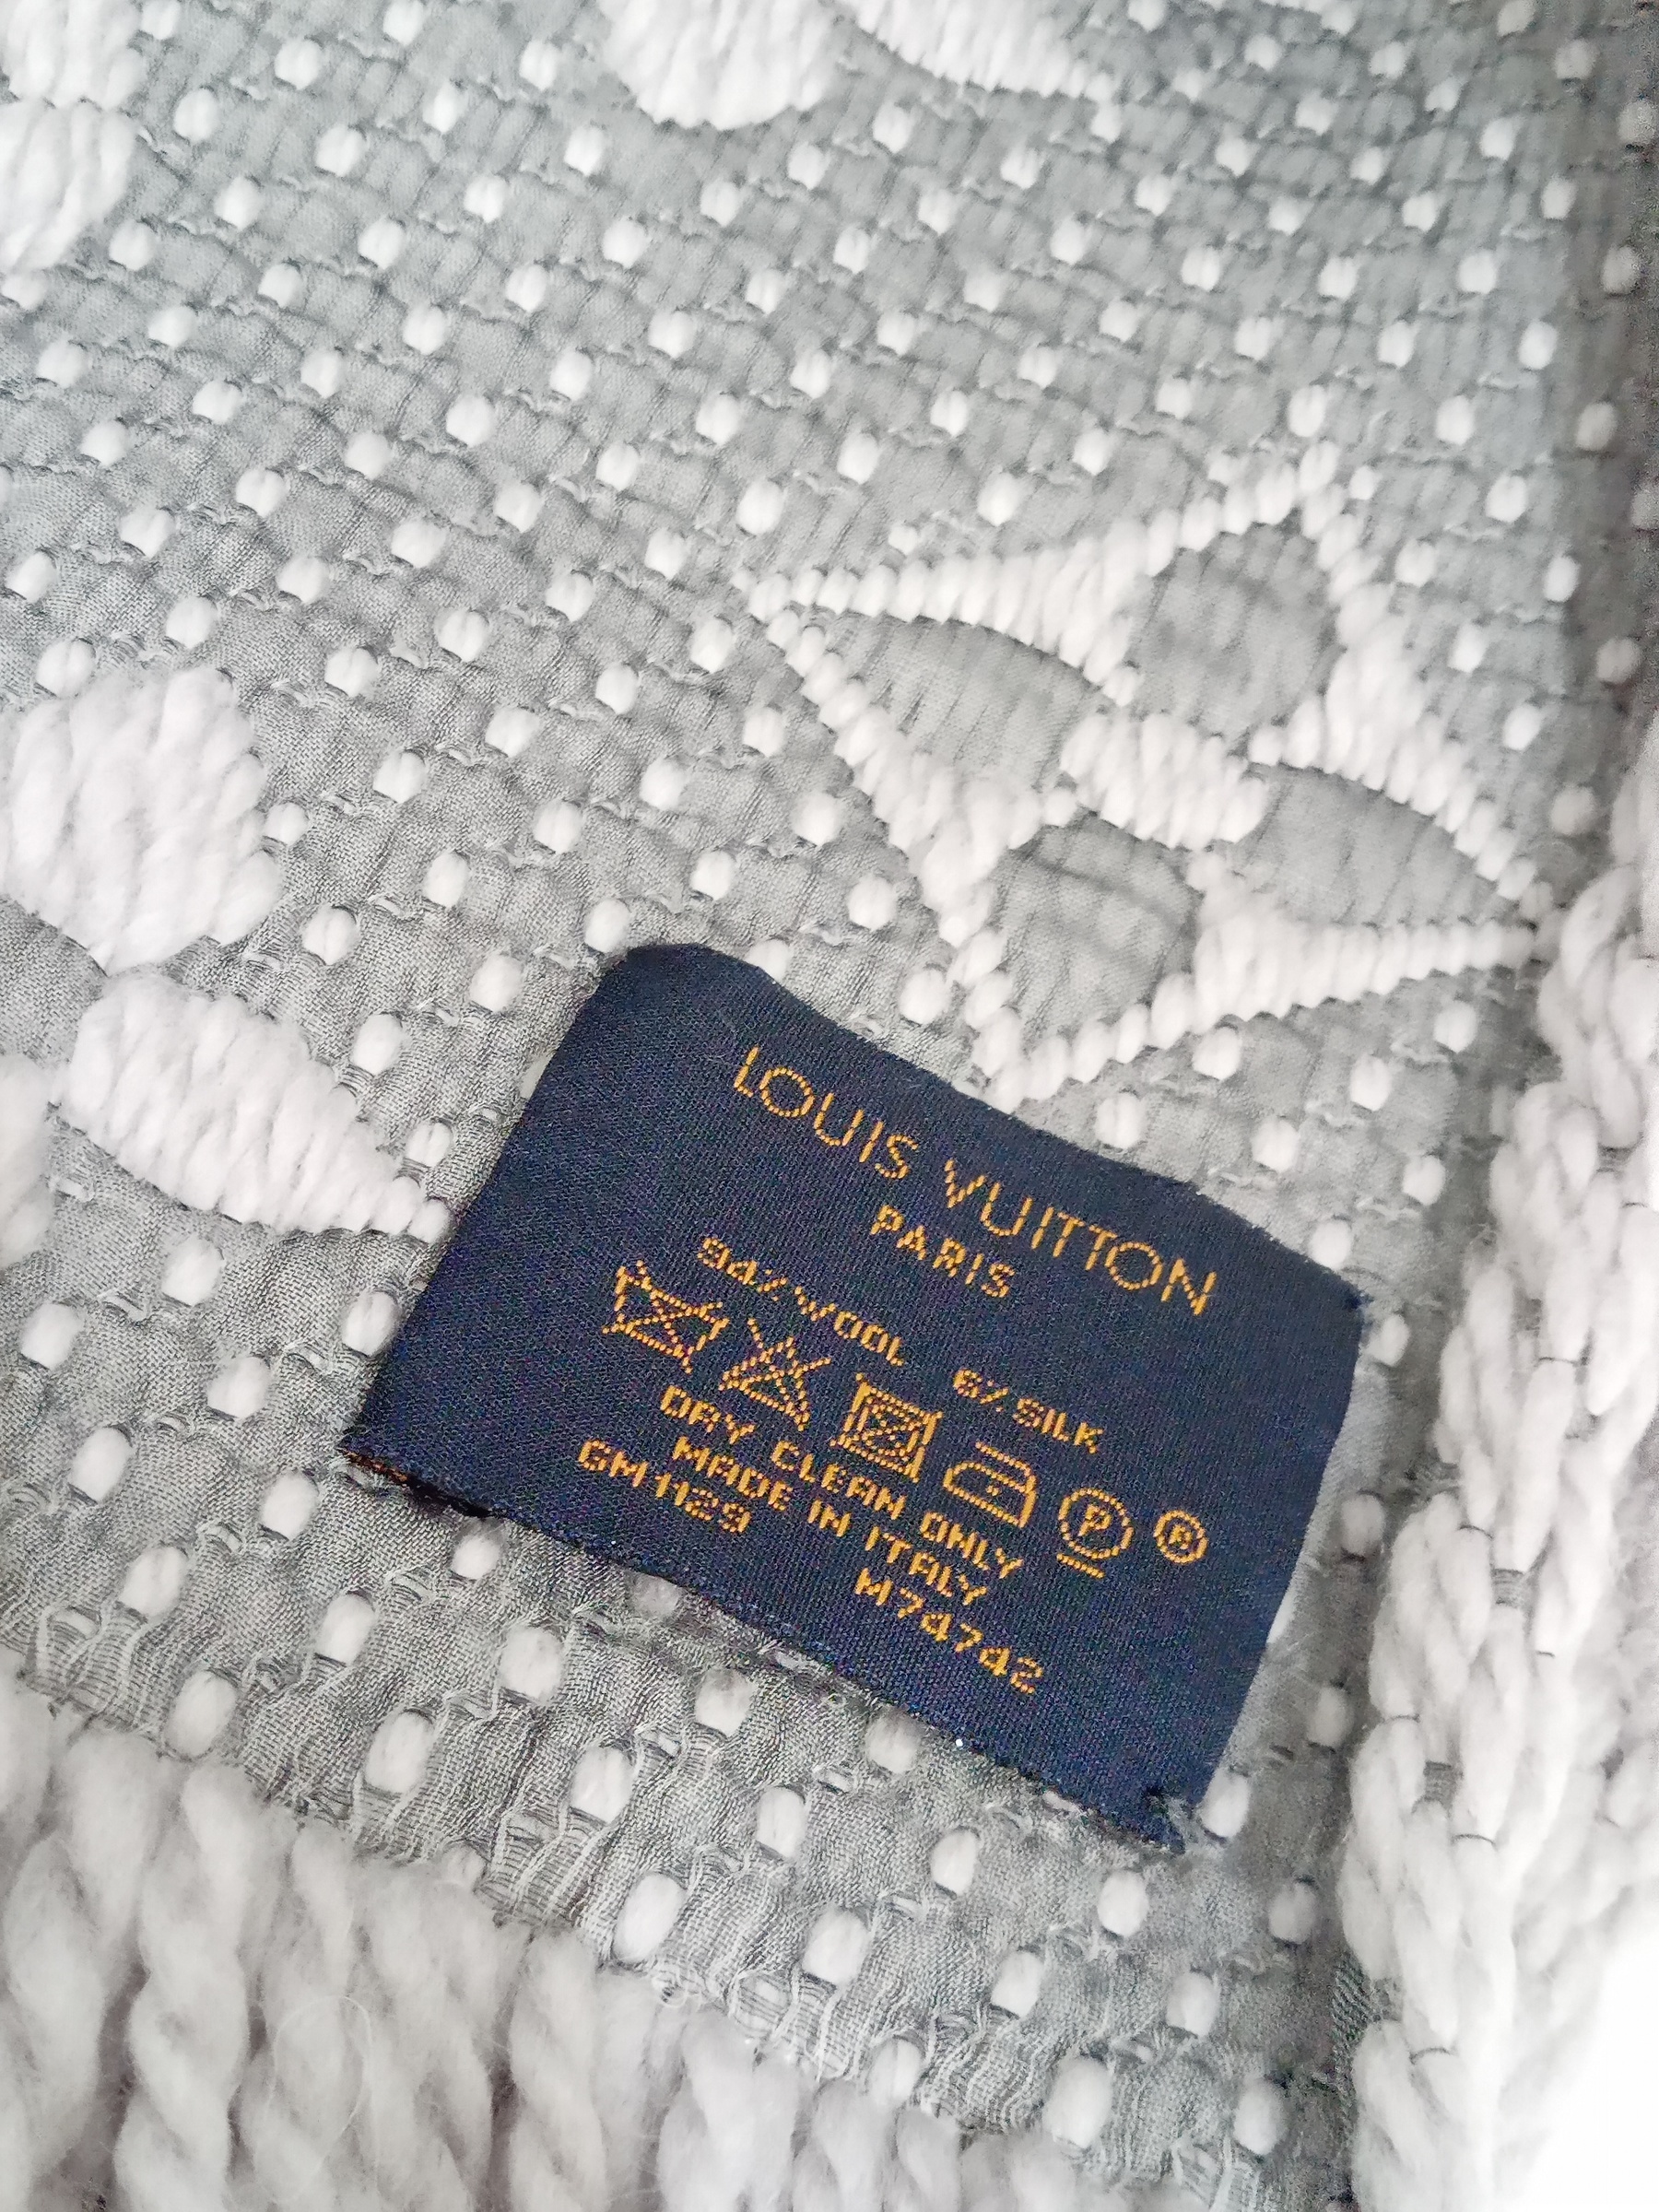 LOUIS VUITTON
PARIS
94%WOOL 6%SILK
P ®
DRY CLEAN ONLY
MADE IN ITALY
GM1129 M74742